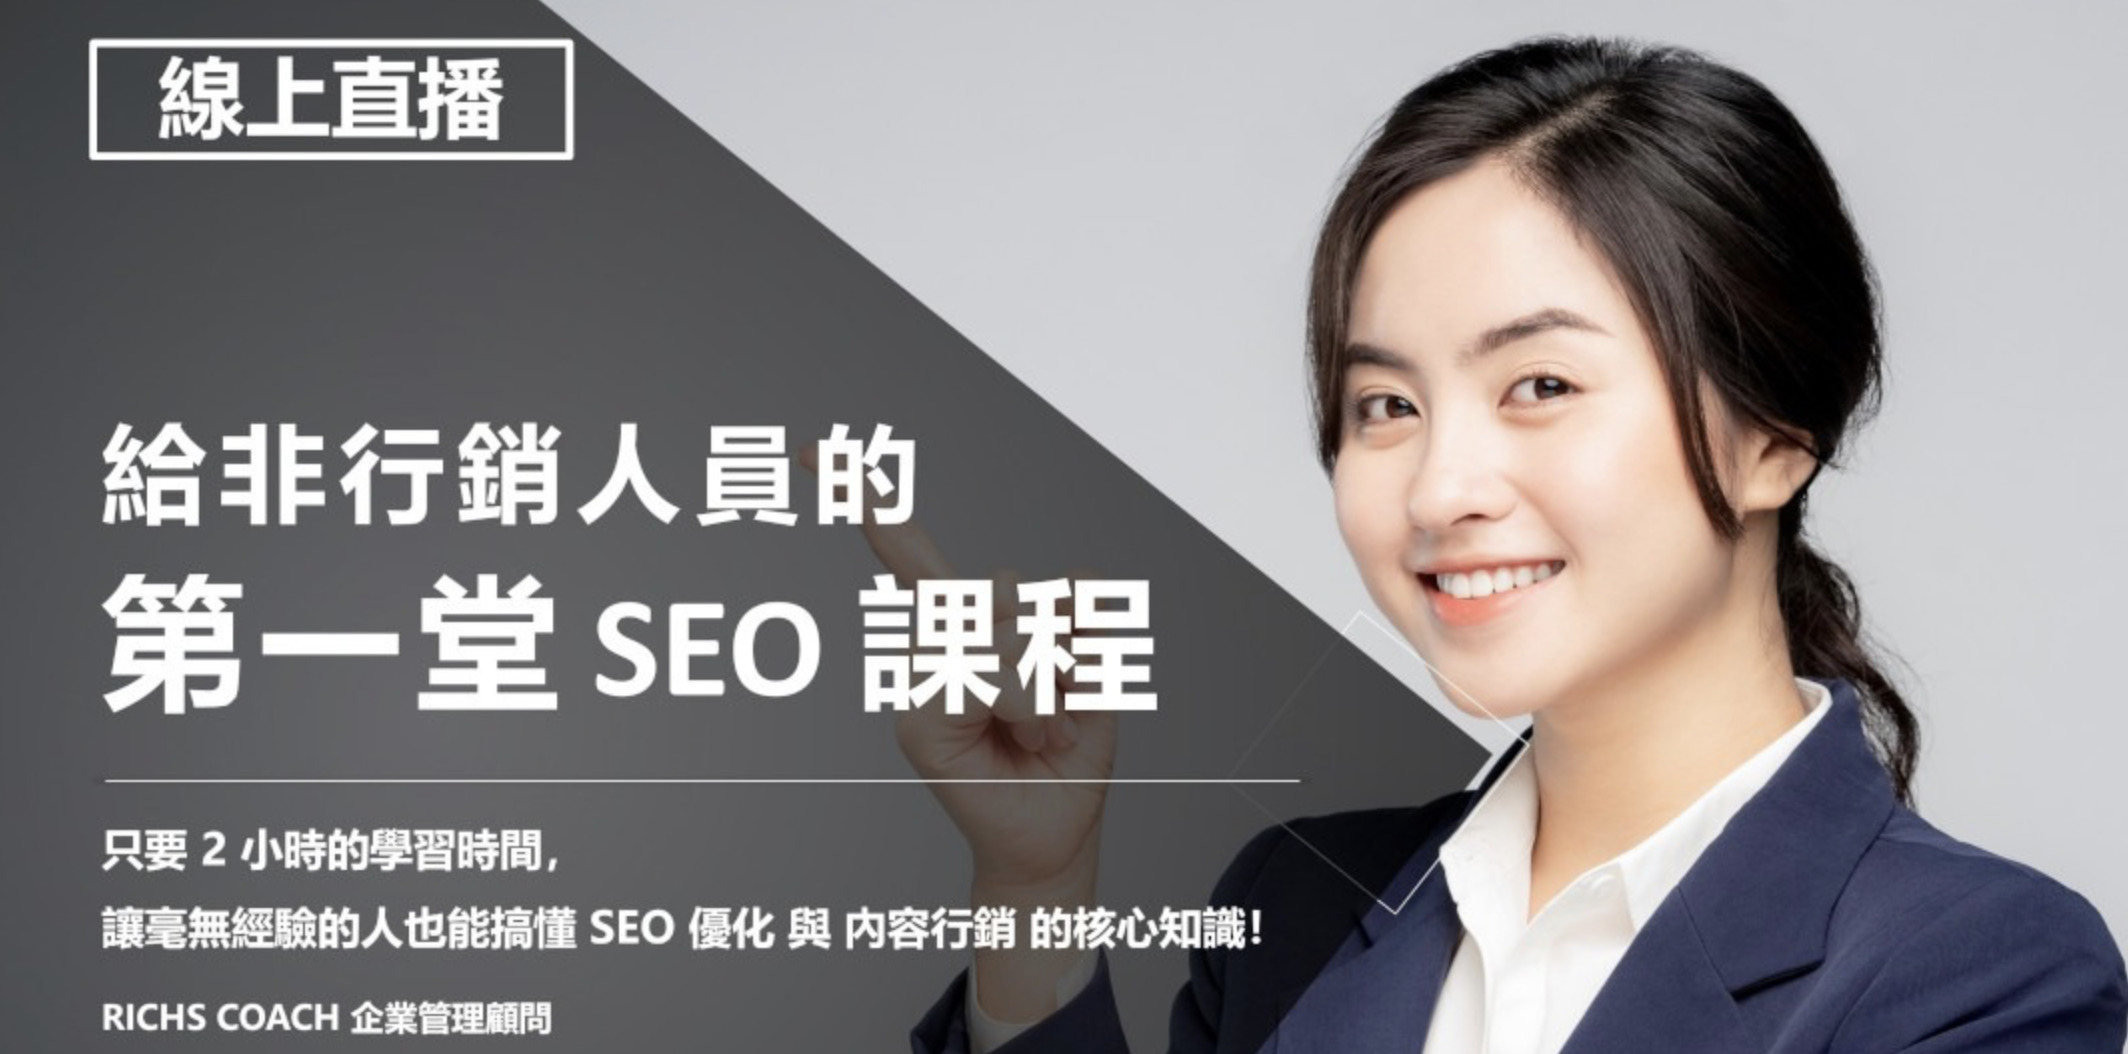 線上直播
給非行銷人員的
第一堂 SEO 課程
只要 2 小時的學習時間,
讓毫無經驗的人也能搞懂 SEO 優化 與 內容行銷 的核心知識!
RICHS COACH 企業管理顧問